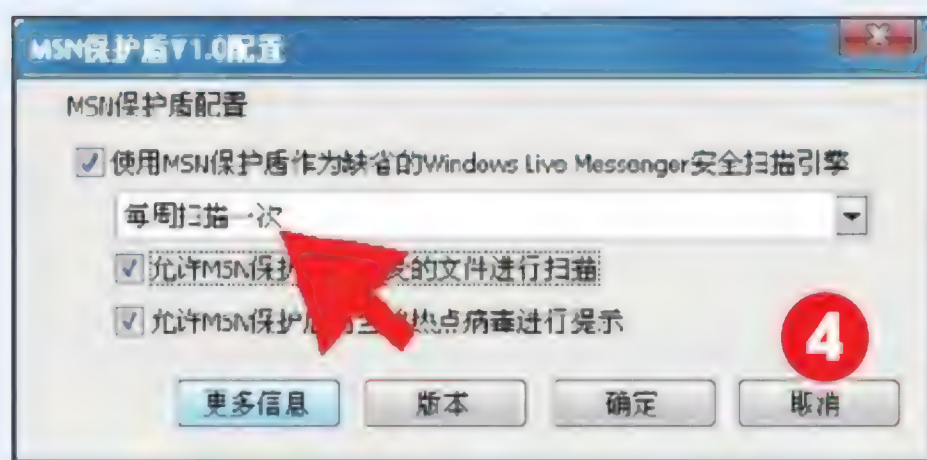 MSN保护盾V1.0配置
MSN保护盾配置
使用MSN保护盾作为缺省的Windows Live Messenger安全扫描引擎
每周扫描一次
允许MSN保护 的文件进行扫描
允许MSN保护盾 热点病毒进行提示
4
更多信息 版本 确定 取消